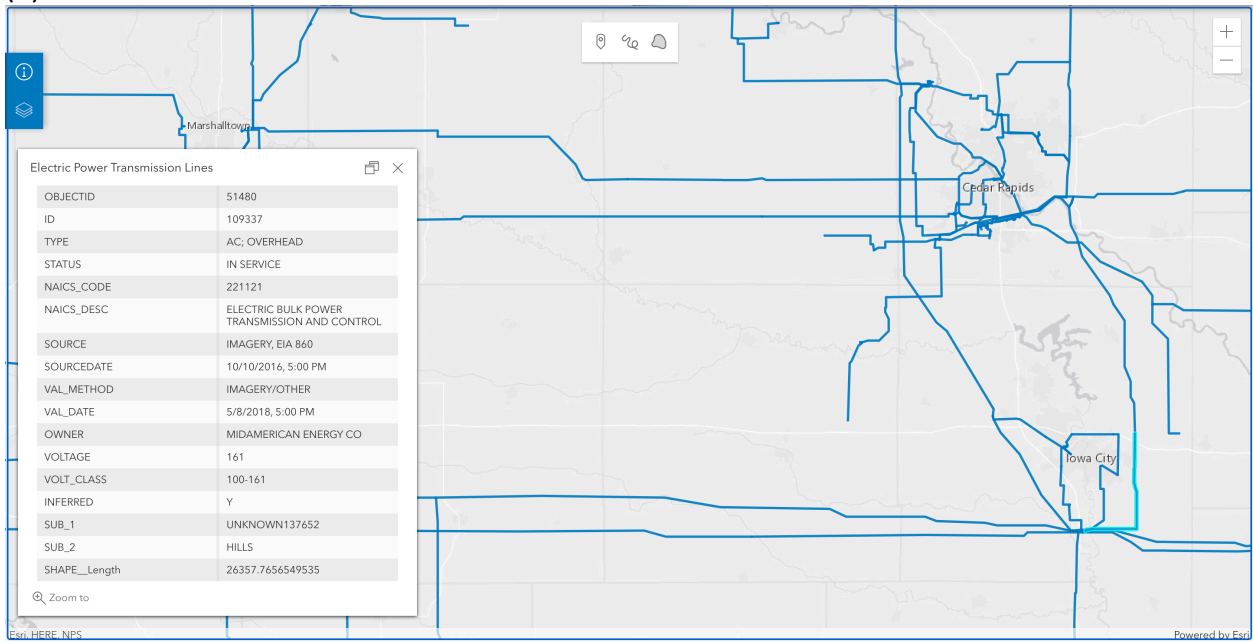 Marshalltown
Cedar Rapids
Iowa City
Electric Power Transmission Lines
OBJECTID 51480
ID 109337
TYPE AC; OVERHEAD
STATUS IN SERVICE
NAICS_CODE 221121
NAICS_DESC ELECTRIC BULK POWER
TRANSMISSION AND CONTROL
SOURCE IMAGERY, EIA 860
SOURCEDATE 10/10/2016, 5:00 PM
VAL_METHOD IMAGERY/OTHER
VAL_DATE 5/8/2018, 5:00 PM
OWNER MIDAMERICAN ENERGY CO
VOLTAGE 161
VOLT_CLASS 100-161
INFERRED Y
SUB_1 UNKNOWN137652
SUB_2 HILLS
SHAPE__Length 26357.7656549535
Zoom to
Esri, HERE, NPS
Powered by Esri